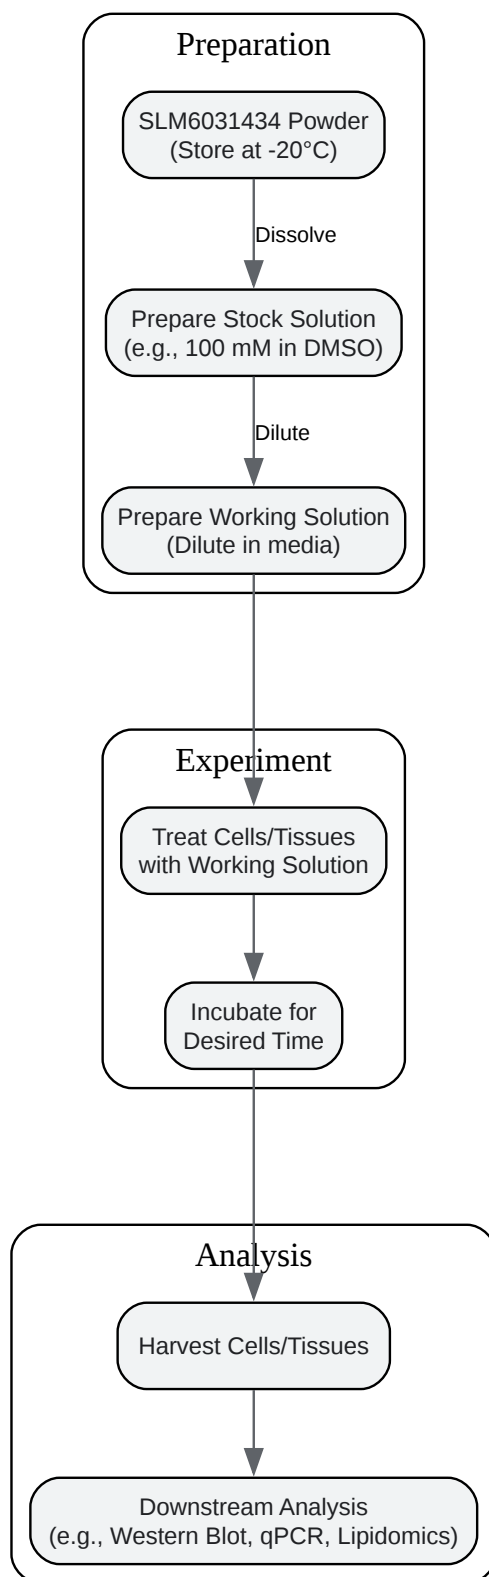 Preparation
SLM6031434 Powder
(Store at -20°C)
Dissolve
Prepare Stock Solution
(e.g., 100 mM in DMSO)
Dilute
Prepare Working Solution
(Dilute in media)
Experiment
Treat Cells/Tissues
with Working Solution
Incubate for
Desired Time
Analysis
Harvest Cells/Tissues
Downstream Analysis
(e.g., Western Blot, qPCR, Lipidomics)